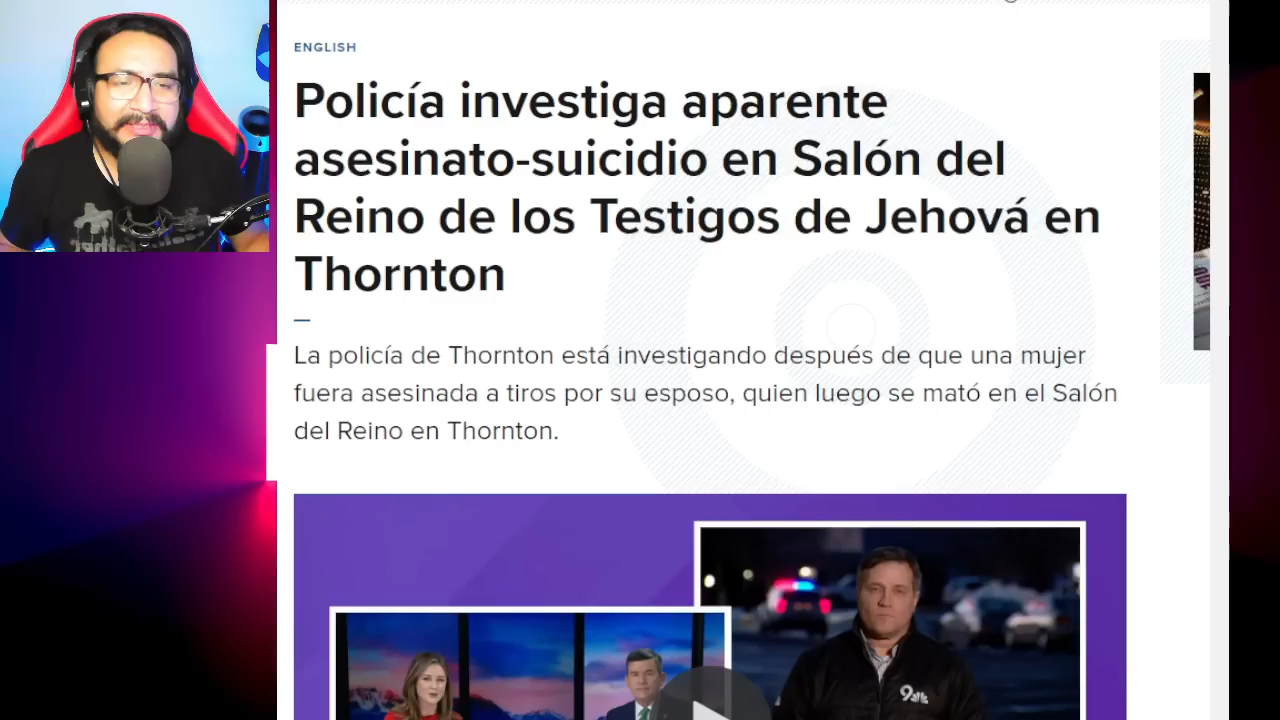 ENGLISH
Policía investiga aparente
asesinato-suicidio en Salón del
Reino de los Testigos de Jehová en
Thornton
La policía de Thornton está investigando después de que una mujer
fuera asesinada a tiros por su esposo, quien luego se mató en el Salón
del Reino en Thornton.
9